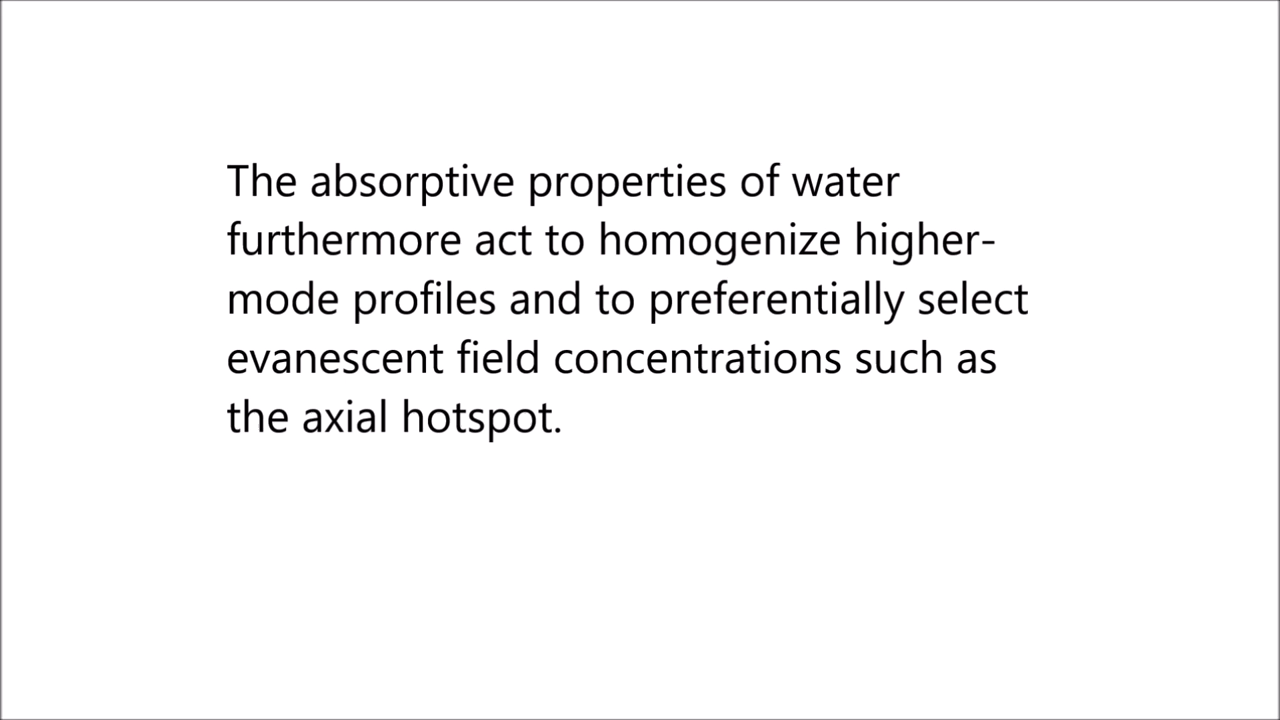 The absorptive properties of water
furthermore act to homogenize higher-
mode profiles and to preferentially select
evanescent field concentrations such as
the axial hotspot.